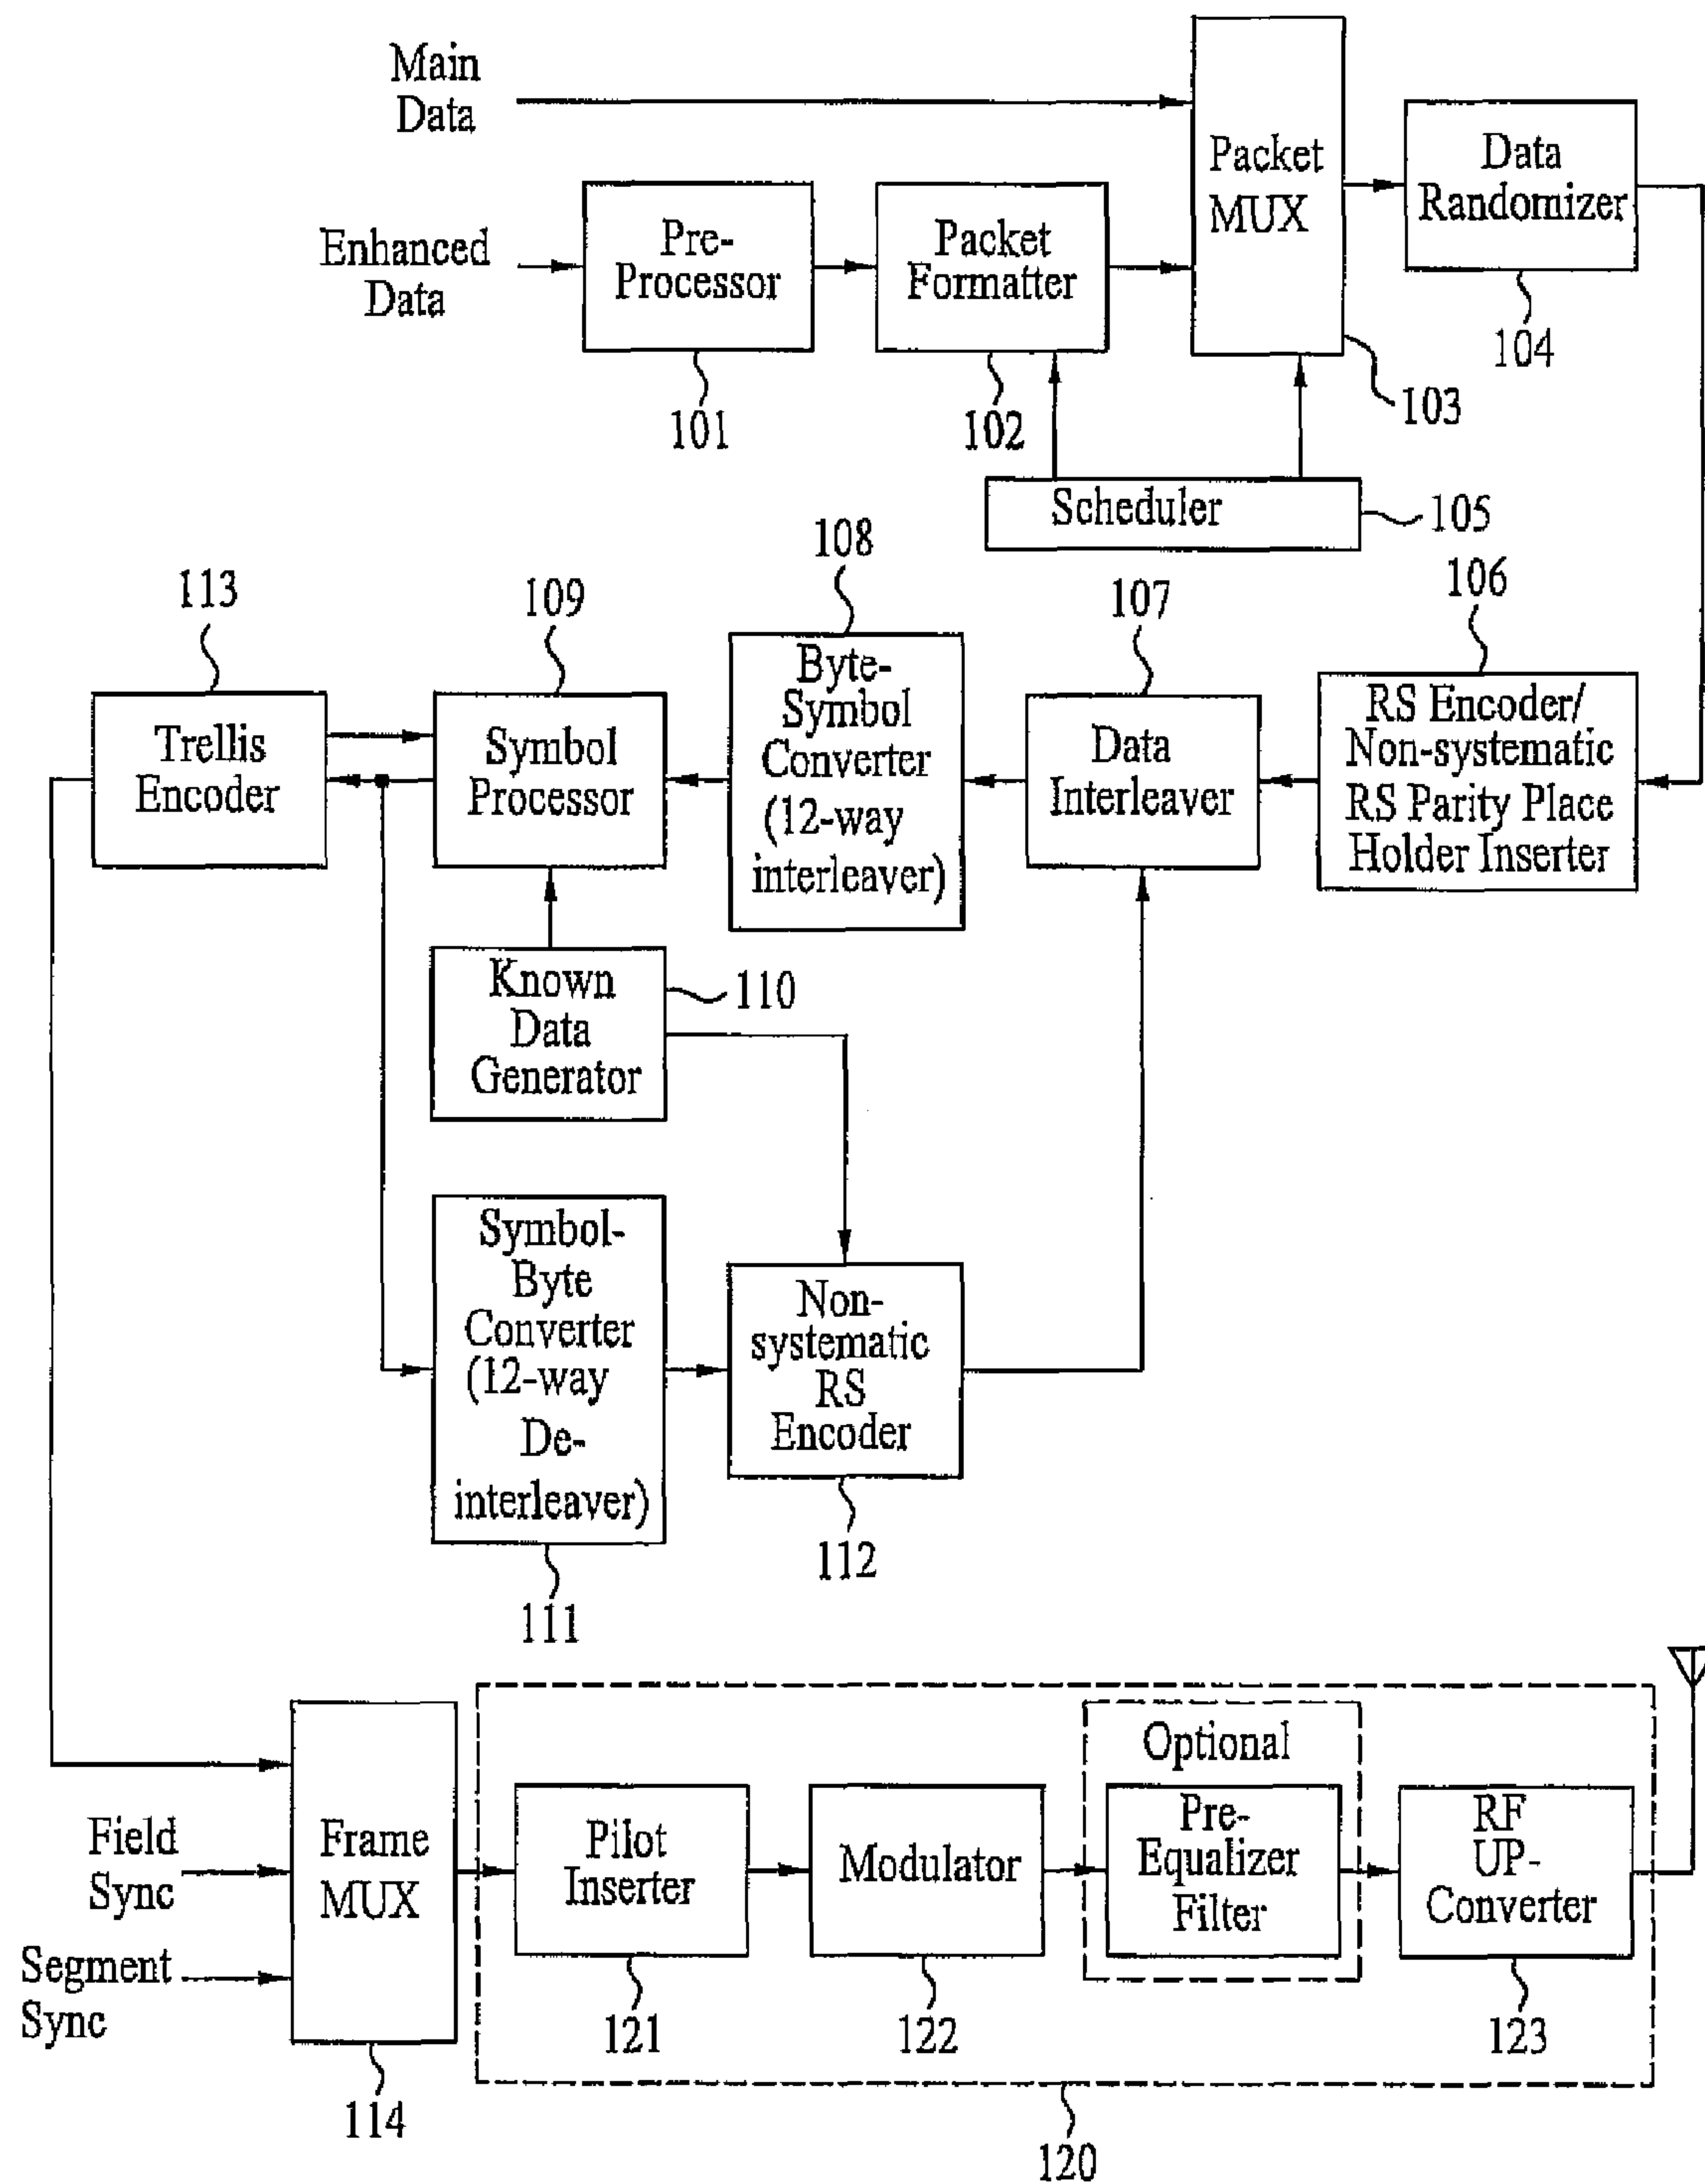 Main
Data
Enhanced
Data
Pre-
Processor
101
Packet
Formatter
102
Packet
MUX
103
Data
Randomizer
104
Scheduler
105
RS Encoder/
Non-systematic
RS Parity Place
Holder Inserter
106
Data
Interleaver
107
Byte-
Symbol
Converter
(12-way
interleaver)
108
Symbol
Processor
109
Trellis
Encoder
113
Known
Data
Generator
110
Symbol-
Byte
Converter
(12-way
De-
interleaver)
111
Non-
systematic
RS
Encoder
112
Field
Sync
Segment
Sync
Frame
MUX
114
Pilot
Inserter
121
Modulator
122
Optional
Pre-
Equalizer
Filter
RF
UP-
Converter
123
120